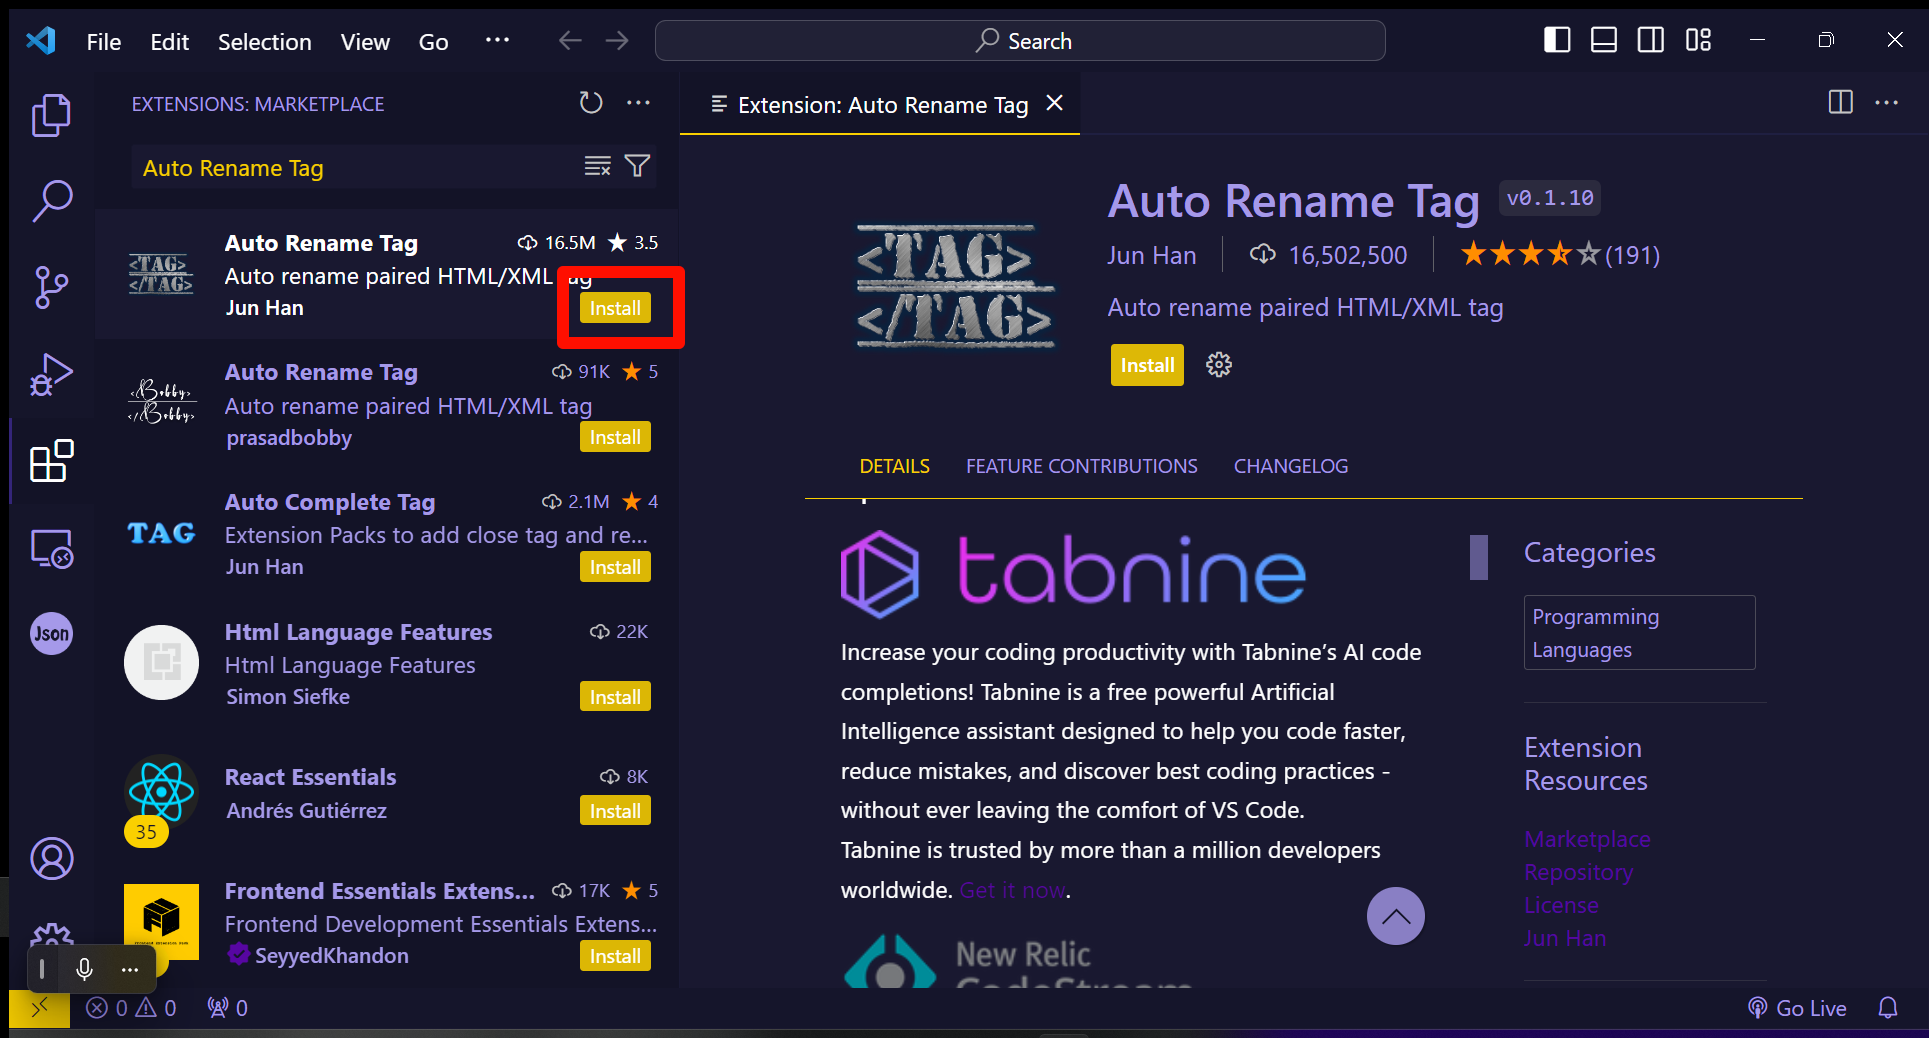 File Edit Selection View Go ... Search
EXTENSIONS: MARKETPLACE
Extension: Auto Rename Tag
Auto Rename Tag
<TAG>
</TAG>
Auto Rename Tag 16.5M ★ 3.5
Auto rename paired HTML/XML tag
Jun Han
Install
<Bobby>
</Bobby>
Auto Rename Tag 91K ★ 5
Auto rename paired HTML/XML tag
prasadbobby
Install
TAG
Auto Complete Tag 2.1M ★ 4
Extension Packs to add close tag and re...
Jun Han
Install
Json
Html Language Features 22K
Html Language Features
Simon Siefke
Install
React Essentials 8K
Andrés Gutiérrez
Install
35
Frontend Essentials Extens... 17K ★ 5
Frontend Development Essentials Extens...
SeyyedKhandon
Install
<TAG>
</TAG>
Auto Rename Tag v0.1.10
Jun Han 16,502,500 (191)
Auto rename paired HTML/XML tag
Install
DETAILS FEATURE CONTRIBUTIONS CHANGELOG
tabnine
Increase your coding productivity with Tabnine’s AI code
completions! Tabnine is a free powerful Artificial
Intelligence assistant designed to help you code faster,
reduce mistakes, and discover best coding practices -
without ever leaving the comfort of VS Code.
Tabnine is trusted by more than a million developers
worldwide. Get it now.
New Relic
CodeStream
Categories
Programming
Languages
Extension
Resources
Marketplace
Repository
License
Jun Han
0 0 0
Go Live